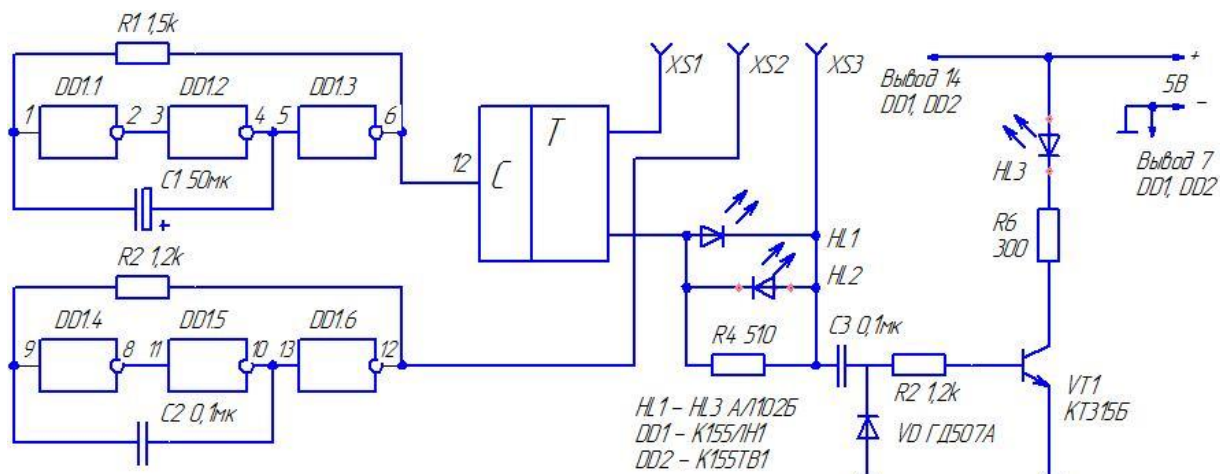 R1 1,5k
DD1.1
DD1.2
DD1.3
1
2
3
4
5
6
C1 50мк
+
12
C
T
XS1
XS2
XS3
Вывод 14
DD1, DD2
+
5В
-
Вывод 7
DD1, DD2
HL3
R6
300
HL1
HL2
R2 1,2k
DD1.4
DD1.5
DD1.6
9
8
11
10
13
12
C2 0,1мк
R4 510
C3 0,1мк
R2 1,2k
VT1
КТ315Б
VD ГД507А
HL1 - HL3 АЛ102Б
DD1 - К155ЛН1
DD2 - К155ТВ1